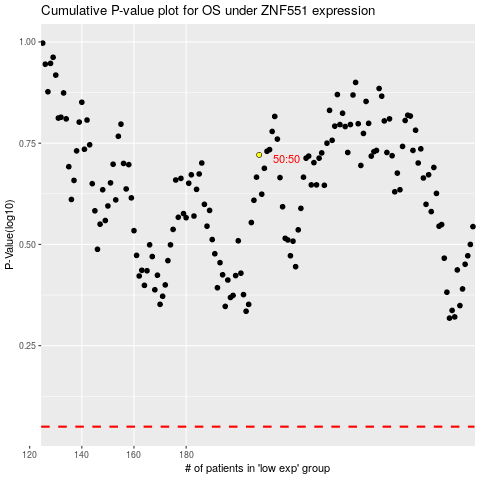 Cumulative P-value plot for OS under ZNF551 expression
P-Value(log10)
1.00
0.75
0.50
0.25
50:50
120 140 160 180
# of patients in 'low exp' group